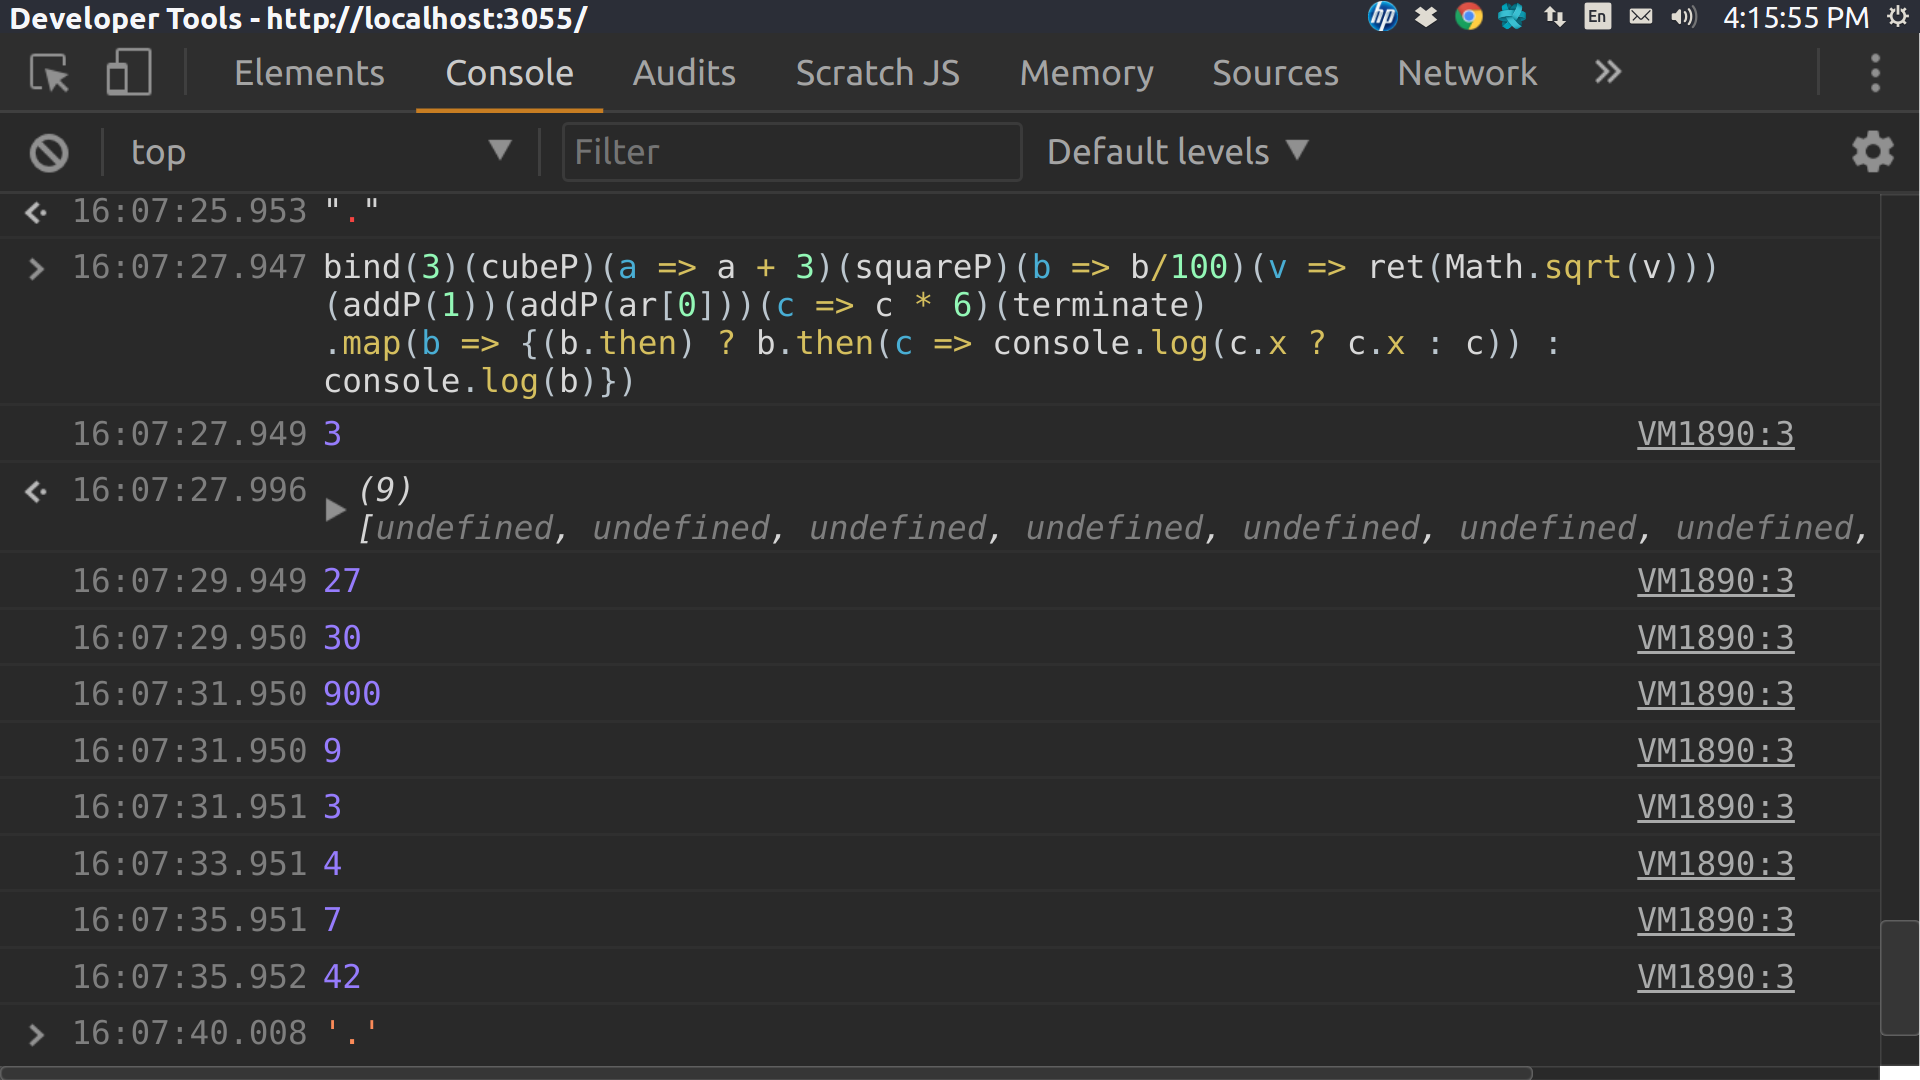 Developer Tools - http://localhost:3055/
hp
En
4:15:55 PM
Elements
Console
Audits
Scratch JS
Memory
Sources
Network
top
Filter
Default levels
16:07:25.953 "."
16:07:27.947 bind(3)(cubeP)(a => a + 3)(squareP)(b => b/100)(v => ret(Math.sqrt(v)))
(addP(1))(addP(ar[0]))(c => c * 6)(terminate)
.map(b => {(b.then) ? b.then(c => console.log(c.x ? c.x : c)) :
console.log(b)})
16:07:27.949 3 VM1890:3
16:07:27.996 (9)
[undefined, undefined, undefined, undefined, undefined, undefined, undefined,
16:07:29.949 27 VM1890:3
16:07:29.950 30 VM1890:3
16:07:31.950 900 VM1890:3
16:07:31.950 9 VM1890:3
16:07:31.951 3 VM1890:3
16:07:33.951 4 VM1890:3
16:07:35.951 7 VM1890:3
16:07:35.952 42 VM1890:3
16:07:40.008 '.'